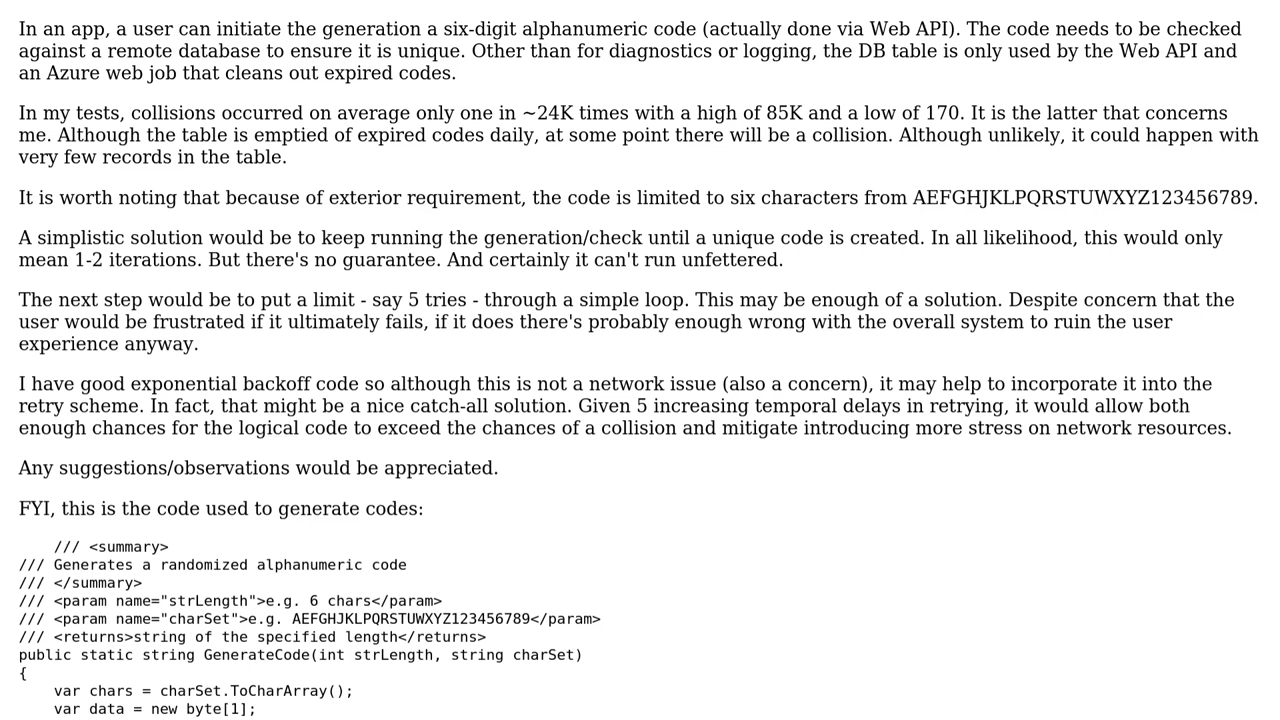 In an app, a user can initiate the generation a six-digit alphanumeric code (actually done via Web API). The code needs to be checked
against a remote database to ensure it is unique. Other than for diagnostics or logging, the DB table is only used by the Web API and
an Azure web job that cleans out expired codes.
In my tests, collisions occurred on average only one in ~24K times with a high of 85K and a low of 170. It is the latter that concerns
me. Although the table is emptied of expired codes daily, at some point there will be a collision. Although unlikely, it could happen with
very few records in the table.
It is worth noting that because of exterior requirement, the code is limited to six characters from AEFGHJKLPQRSTUWXYZ123456789.
A simplistic solution would be to keep running the generation/check until a unique code is created. In all likelihood, this would only
mean 1-2 iterations. But there's no guarantee. And certainly it can't run unfettered.
The next step would be to put a limit - say 5 tries - through a simple loop. This may be enough of a solution. Despite concern that the
user would be frustrated if it ultimately fails, if it does there's probably enough wrong with the overall system to ruin the user
experience anyway.
I have good exponential backoff code so although this is not a network issue (also a concern), it may help to incorporate it into the
retry scheme. In fact, that might be a nice catch-all solution. Given 5 increasing temporal delays in retrying, it would allow both
enough chances for the logical code to exceed the chances of a collision and mitigate introducing more stress on network resources.
Any suggestions/observations would be appreciated.
FYI, this is the code used to generate codes:
    /// <summary>
/// Generates a randomized alphanumeric code
/// </summary>
/// <param name="strLength">e.g. 6 chars</param>
/// <param name="charSet">e.g. AEFGHJKLPQRSTUWXYZ123456789</param>
/// <returns>string of the specified length</returns>
public static string GenerateCode(int strLength, string charSet)
{
    var chars = charSet.ToCharArray();
    var data = new byte[1];